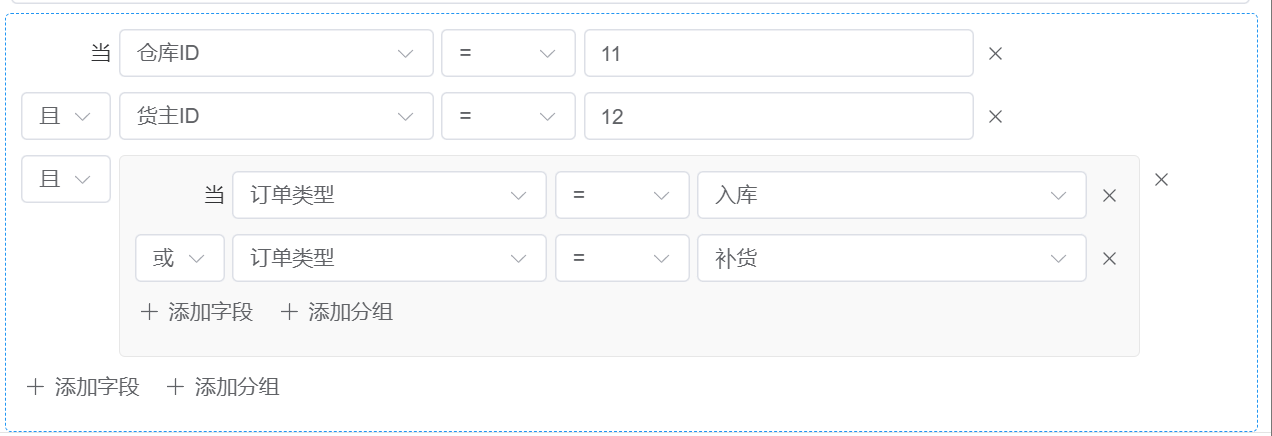 当 仓库ID = 11 ×
且 货主ID = 12 ×
且 ×
当 订单类型 = 入库 ×
或 订单类型 = 补货 ×
+ 添加字段 + 添加分组
+ 添加字段 + 添加分组